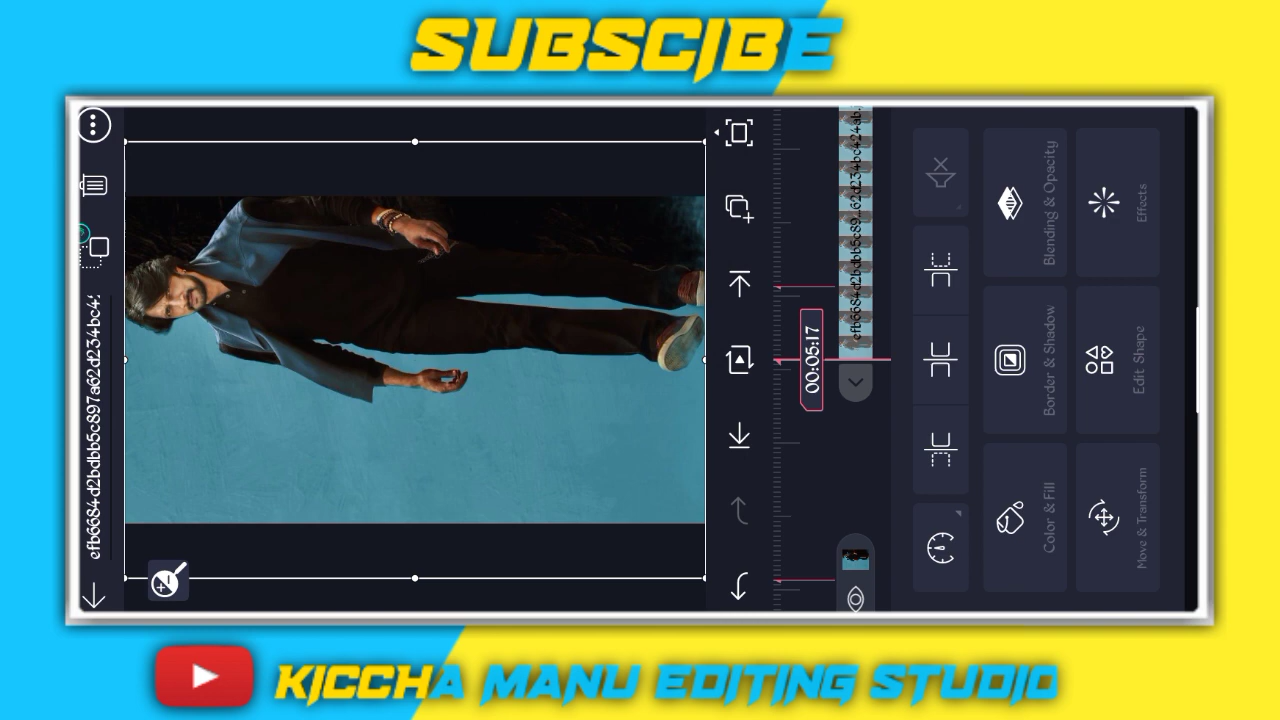 SUBSCIBE
efb6684d2bdbb5c897a62d234bc4
00:05:17
Color & Fill
Border & Shadow
Blending & Opacity
Move & Transform
Edit Shape
Effects
KICCHA MANU EDITING STUDIO